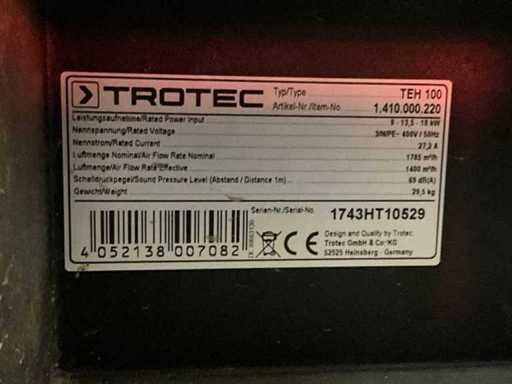 TROTEC
Typ/Type TEH 100
Artikel-Nr./Item-No 1.410.000.220
Leistungsaufnahme/Rated Power Input 9 - 13,5 - 18 kW
Nennspannung/Rated Voltage 3/N/PE~ 400V / 50Hz
Nennstrom/Rated Current 27,2 A
Luftmenge Nominal/Air Flow Rate Nominal 1785 m³/h
Luftmenge/Air Flow Rate Effective 1400 m³/h
Schalldruckpegel/Sound Pressure Level (Abstand / Distance 1m)... 69 dB(A)
Gewicht/Weight 29,5 kg
Serien-Nr./Serial-No. 1743HT10529
4 052138 007082
CE
Design and Quality by Trotec
Trotec GmbH & Co. KG
52525 Heinsberg - Germany